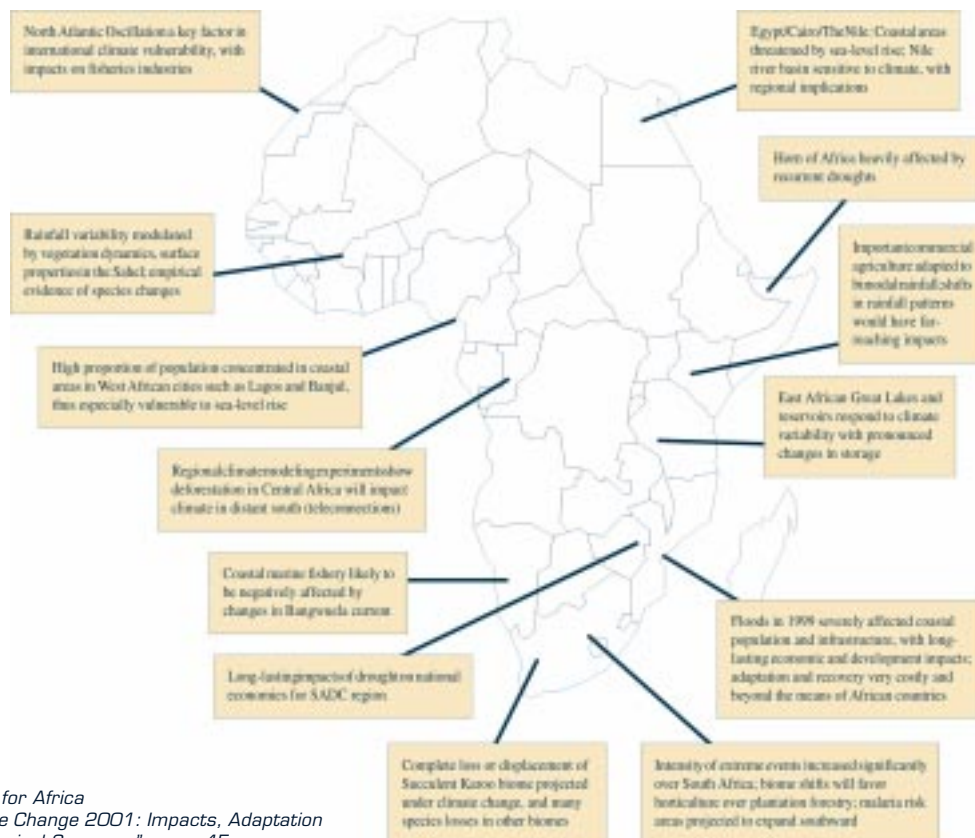 North Atlantic Oscillation a key factor in
international climate vulnerability, with
impacts on fisheries industries
Egypt/Cairo/The Nile: Coastal areas
threatened by sea-level rise; Nile
river basin sensitive to climate, with
regional implications
Horn of Africa heavily affected by
recurrent droughts
Rainfall variability modulated
by vegetation dynamics, surface
properties in the Sahel; empirical
evidence of species changes
Important commercial
agriculture adapted to
bimodal rainfall; shifts
in rainfall patterns
would have far-
reaching impacts
High proportion of population concentrated in coastal
areas in West African cities such as Lagos and Banjul,
thus especially vulnerable to sea-level rise
East African Great Lakes and
reservoirs respond to climate
variability with pronounced
changes in storage
Regional climate modeling experiments show
deforestation in Central Africa will impact
climate in distant south (teleconnections)
Coastal marine fishery likely to
be negatively affected by
changes in Bangwuela current
Floods in 1999 severely affected coastal
population and infrastructure, with long-
lasting economic and development impacts;
adaptation and recovery very costly and
beyond the means of African countries
Long-lasting impacts of drought on national
economies for SADC region
Complete loss or displacement of
Succulent Karoo biome projected
under climate change, and many
species losses in other biomes
Intensity of extreme events increased significantly
over South Africa; biome shifts will favor
horticulture over plantation forestry; malaria risk
areas projected to expand southward
for Africa
e Change 2001: Impacts, Adaptation